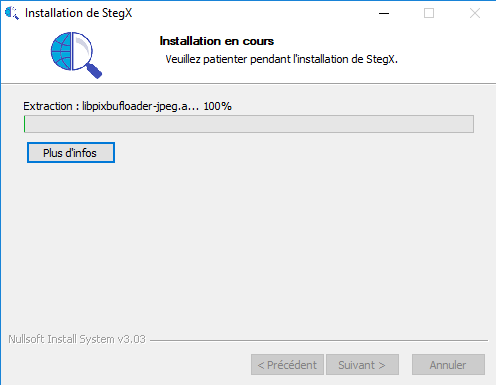 Installation de StegX
Installation en cours
Veuillez patienter pendant l'installation de StegX.
Extraction : libpixbufloader-jpeg.a... 100%
Plus d'infos
Nullsoft Install System v3.03
< Précédent
Suivant >
Annuler